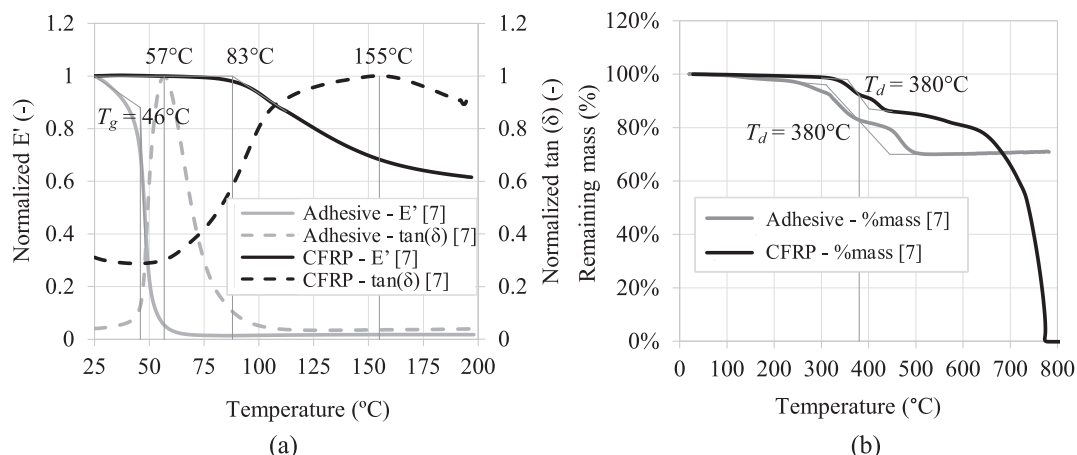 1.2
1
0.8
0.6
0.4
0.2
0
Normalized E' (-)
57°C
83°C
155°C
Tg = 46°C
Adhesive - E’ [7]
Adhesive - tan(δ) [7]
CFRP - E’ [7]
CFRP - tan(δ) [7]
1.2
1
0.8
0.6
0.4
0.2
0
Normalized tan (δ) (-)
25 50 75 100 125 150 175 200
Temperature (ºC)
(a)
120%
100%
80%
60%
40%
20%
0%
Remaining mass (%)
Td = 380°C
Td = 380°C
Adhesive - %mass [7]
CFRP - %mass [7]
0 100 200 300 400 500 600 700 800
Temperature (°C)
(b)